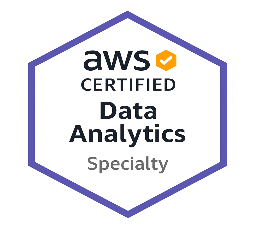 aws
CERTIFIED
Data
Analytics
Specialty